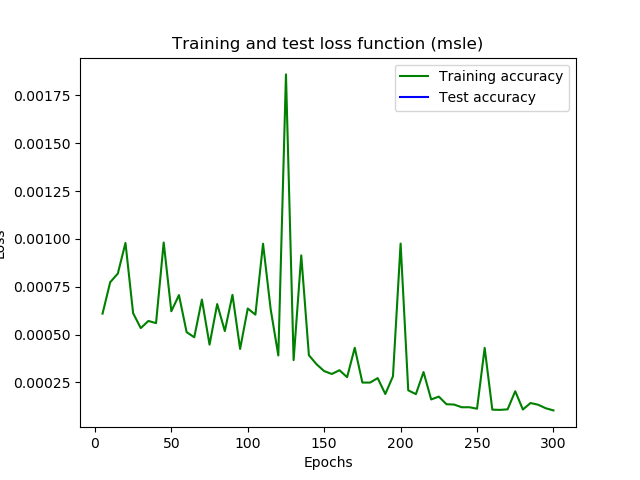 Training and test loss function (msle)
Training accuracy
Test accuracy
0.00175
0.00150
0.00125
0.00100
0.00075
0.00050
0.00025
Loss
0 50 100 150 200 250 300
Epochs